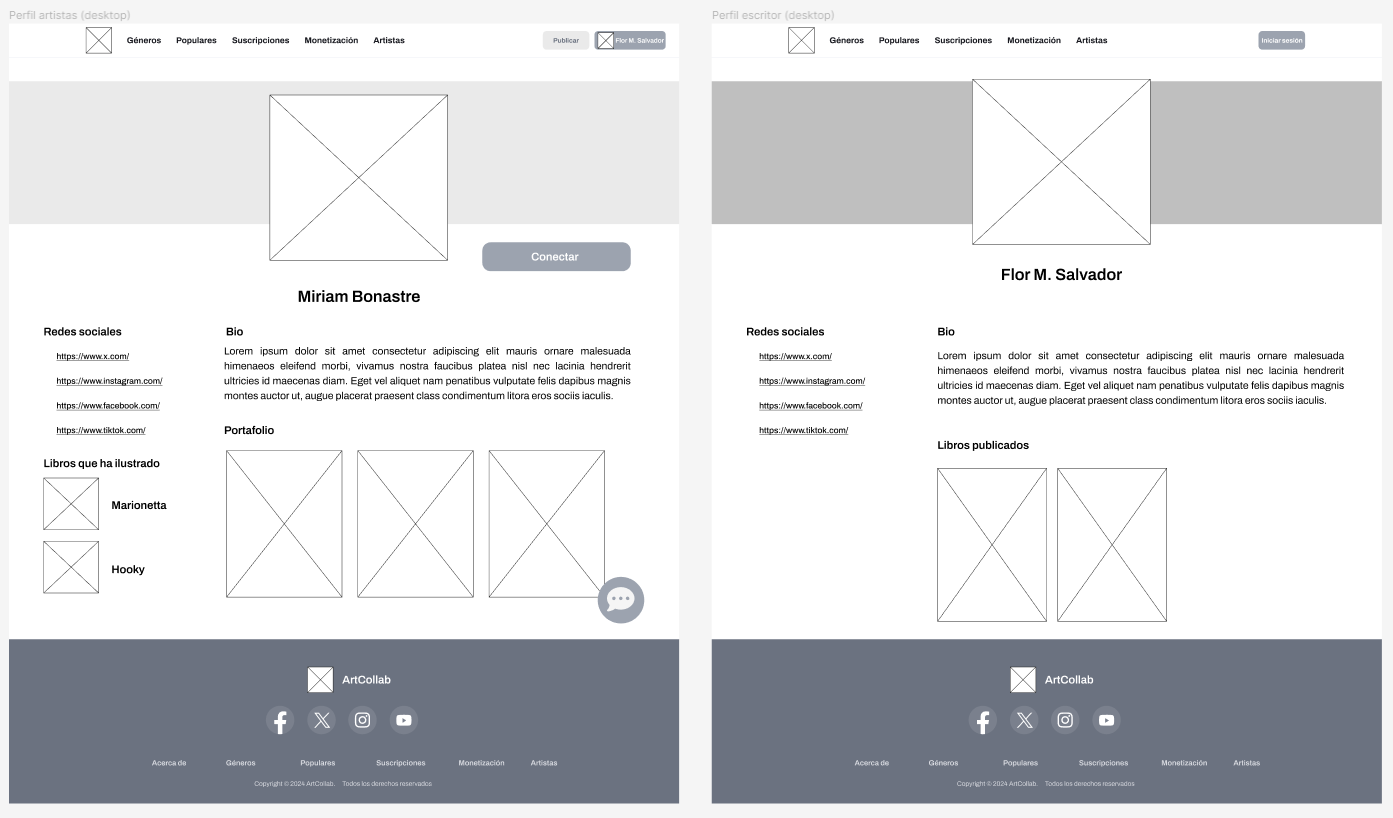 Perfil artistas (desktop)
Géneros Populares Suscripciones Monetización Artistas Publicar Flor M. Salvador
Conectar
Miriam Bonastre
Redes sociales
https://www.x.com/
https://www.instagram.com/
https://www.facebook.com/
https://www.tiktok.com/
Libros que ha ilustrado
Marionetta
Hooky
Bio
Lorem ipsum dolor sit amet consectetur adipiscing elit mauris ornare malesuada
himenaeos eleifend morbi, vivamus nostra faucibus platea nisl nec lacinia hendrerit
ultricies id maecenas diam. Eget vel aliquet nam penatibus vulputate felis dapibus magnis
montes auctor ut, augue placerat praesent class condimentum litora eros sociis iaculis.
Portafolio
ArtCollab
Acerca de Géneros Populares Suscripciones Monetización Artistas
Copyright © 2024 ArtCollab. Todos los derechos reservados
Perfil escritor (desktop)
Géneros Populares Suscripciones Monetización Artistas Iniciar sesión
Flor M. Salvador
Redes sociales
https://www.x.com/
https://www.instagram.com/
https://www.facebook.com/
https://www.tiktok.com/
Bio
Lorem ipsum dolor sit amet consectetur adipiscing elit mauris ornare malesuada
himenaeos eleifend morbi, vivamus nostra faucibus platea nisl nec lacinia hendrerit
ultricies id maecenas diam. Eget vel aliquet nam penatibus vulputate felis dapibus magnis
montes auctor ut, augue placerat praesent class condimentum litora eros sociis iaculis.
Libros publicados
ArtCollab
Acerca de Géneros Populares Suscripciones Monetización Artistas
Copyright © 2024 ArtCollab. Todos los derechos reservados